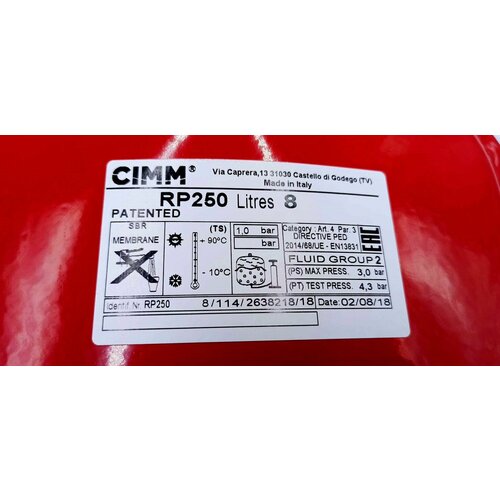 CIMM®
Via Caprera,13 31030 Castello di Godego (TV)
Made in Italy
RP250 Litres 8
PATENTED
SBR
MEMBRANE
(TS)
+ 90°C
- 10°C
1,0 bar
bar
Category : Art. 4 Par. 3
DIRECTIVE PED
2014/68/UE - EN13831
EAC
FLUID GROUP 2
(PS) MAX PRESS. 3,0 bar
(PT) TEST PRESS. 4,3 bar
Identif. Nr. RP250 8/114/2638218/18 Date: 02/08/18